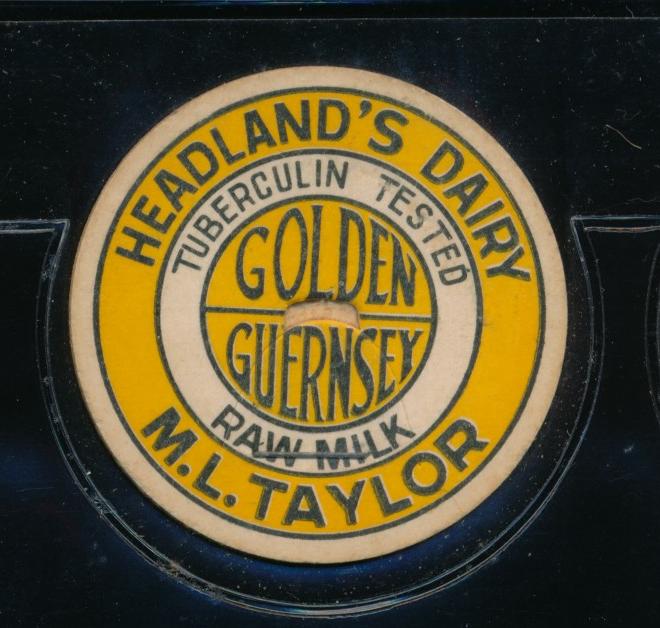 HEADLAND'S DAIRY
TUBERCULIN TESTED
GOLDEN
GUERNSEY
RAW MILK
M.L. TAYLOR